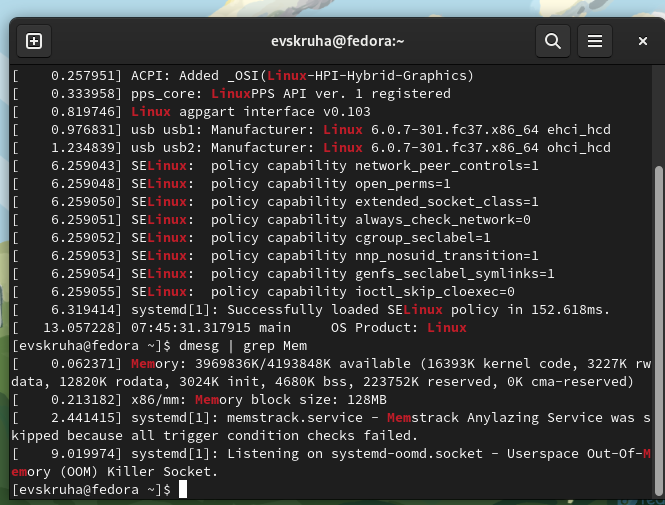 evskruha@fedora:~
[    0.257951] ACPI: Added _OSI(Linux-HPI-Hybrid-Graphics)
[    0.333958] pps_core: LinuxPPS API ver. 1 registered
[    0.819746] Linux agpgart interface v0.103
[    0.976831] usb usb1: Manufacturer: Linux 6.0.7-301.fc37.x86_64 ehci_hcd
[    1.234839] usb usb2: Manufacturer: Linux 6.0.7-301.fc37.x86_64 ohci_hcd
[    6.259043] SELinux:  policy capability network_peer_controls=1
[    6.259048] SELinux:  policy capability open_perms=1
[    6.259050] SELinux:  policy capability extended_socket_class=1
[    6.259051] SELinux:  policy capability always_check_network=0
[    6.259052] SELinux:  policy capability cgroup_seclabel=1
[    6.259053] SELinux:  policy capability nnp_nosuid_transition=1
[    6.259054] SELinux:  policy capability genfs_seclabel_symlinks=1
[    6.259055] SELinux:  policy capability ioctl_skip_cloexec=0
[    6.319414] systemd[1]: Successfully loaded SELinux policy in 152.618ms.
[   13.057228] 07:45:31.317915 main     OS Product: Linux
[evskruha@fedora ~]$ dmesg | grep Mem
[    0.062371] Memory: 3969836K/4193848K available (16393K kernel code, 3227K rw
data, 12820K rodata, 3024K init, 4680K bss, 223752K reserved, 0K cma-reserved)
[    0.213182] x86/mm: Memory block size: 128MB
[    2.441415] systemd[1]: memstrack.service - Memstrack Anylazing Service was s
kipped because all trigger condition checks failed.
[    9.019974] systemd[1]: Listening on systemd-oomd.socket - Userspace Out-Of-M
emory (OOM) Killer Socket.
[evskruha@fedora ~]$